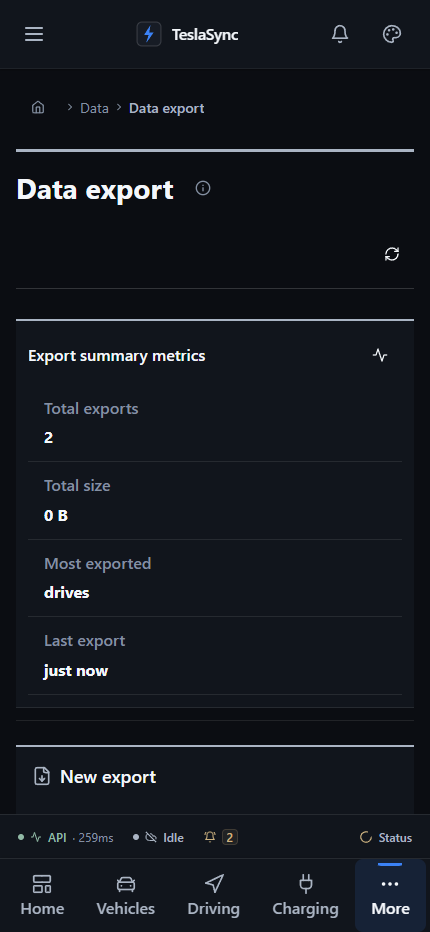 TeslaSync
Data
Data export
Data export
Export summary metrics
Total exports
2
Total size
0 B
Most exported
drives
Last export
just now
New export
API · 259ms
Idle
2
Status
Home
Vehicles
Driving
Charging
More